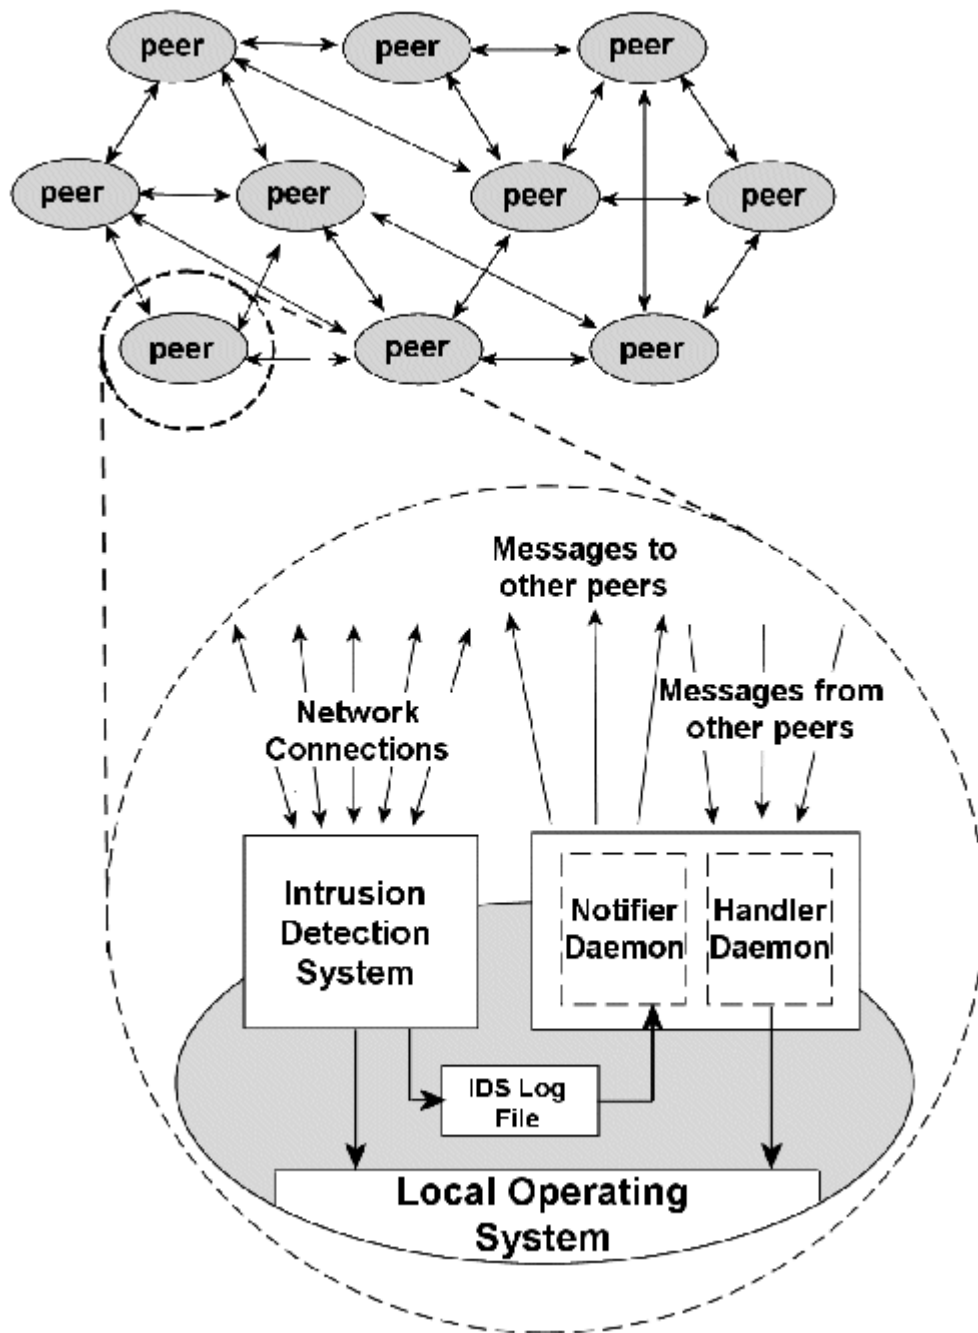 peer peer peer
peer peer peer peer
peer peer peer
Messages to
other peers
Network
Connections
Messages from
other peers
Intrusion
Detection
System
Notifier
Daemon
Handler
Daemon
IDS Log
File
Local Operating
System